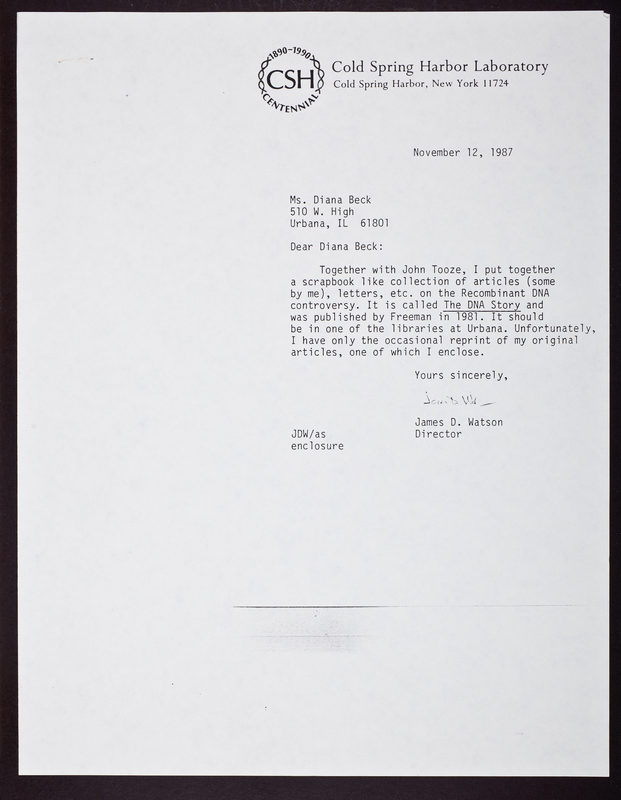 1890-1990
CSH
CENTENNIAL
Cold Spring Harbor Laboratory
Cold Spring Harbor, New York 11724
November 12, 1987
Ms. Diana Beck
510 W. High
Urbana, IL 61801
Dear Diana Beck:
Together with John Tooze, I put together
a scrapbook like collection of articles (some
by me), letters, etc. on the Recombinant DNA
controversy. It is called The DNA Story and
was published by Freeman in 1981. It should
be in one of the libraries at Urbana. Unfortunately,
I have only the occasional reprint of my original
articles, one of which I enclose.
Yours sincerely,
James D. Watson
JDW/as Director
enclosure